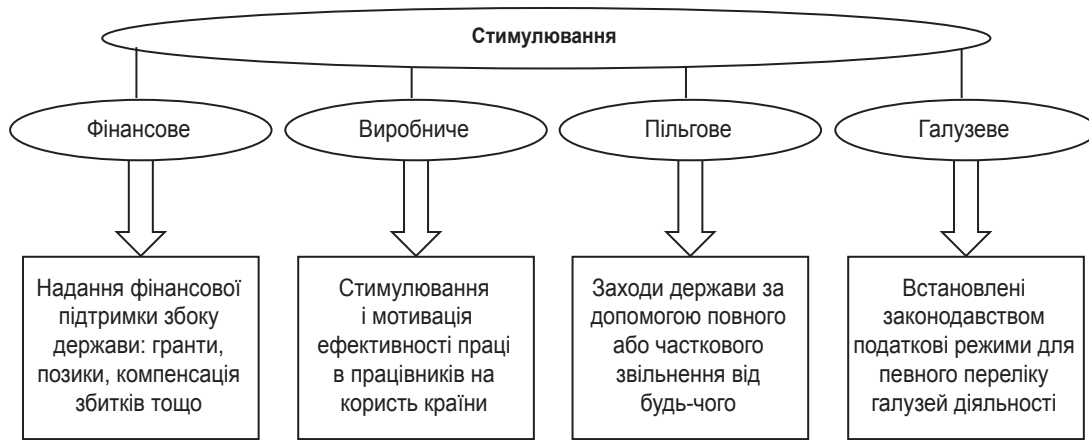 Стимулювання
Фінансове
Виробниче
Пільгове
Галузеве
Надання фінансової
підтримки збоку
держави: гранти,
позики, компенсація
збитків тощо
Стимулювання
і мотивація
ефективності праці
в працівників на
користь країни
Заходи держави за
допомогою повного
або часткового
звільнення від
будь-чого
Встановлені
законодавством
податкові режими для
певного переліку
галузей діяльності